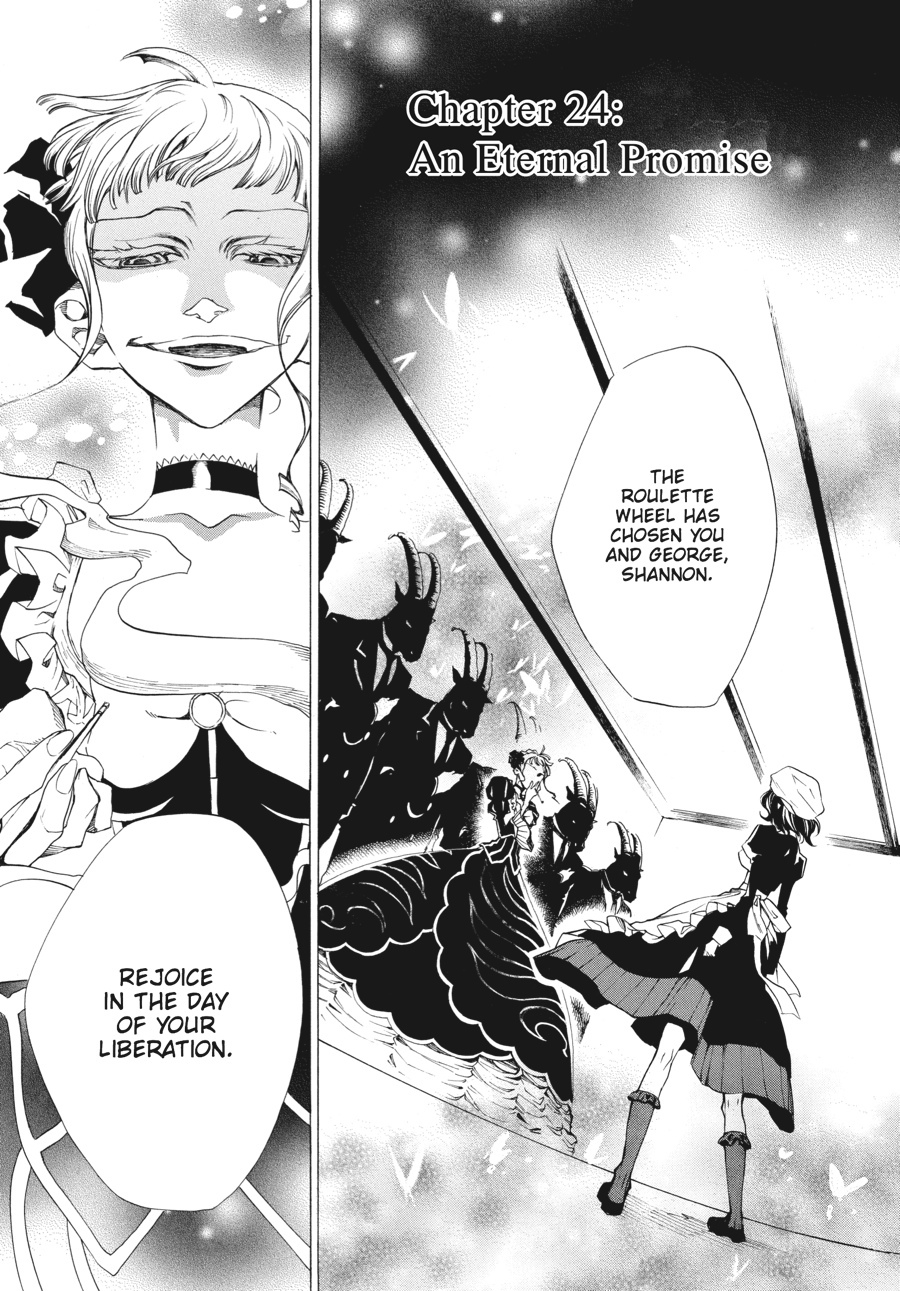 Chapter 24:
An Eternal Promise
THE
ROULETTE
WHEEL HAS
CHOSEN YOU
AND GEORGE,
SHANNON.
REJOICE
IN THE DAY
OF YOUR
LIBERATION.